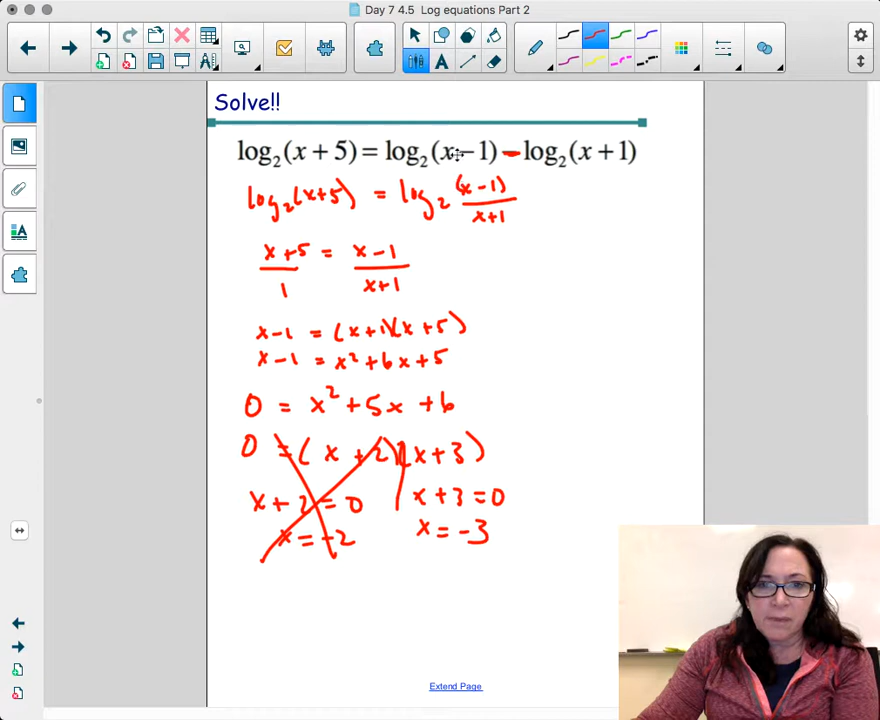 Day 7 4.5 Log equations Part 2
Solve!!
log₂(x + 5) = log₂(x − 1) − log₂(x + 1)
log₂(x+5) = log₂ (x-1)/x+1
x+5/1 = x-1/x+1
x-1 = (x+1)(x+5)
x-1 = x²+6x+5
0 = x²+5x+6
0 = (x+2)(x+3)
x+2=0 x+3=0
x=-2 x=-3
Extend Page